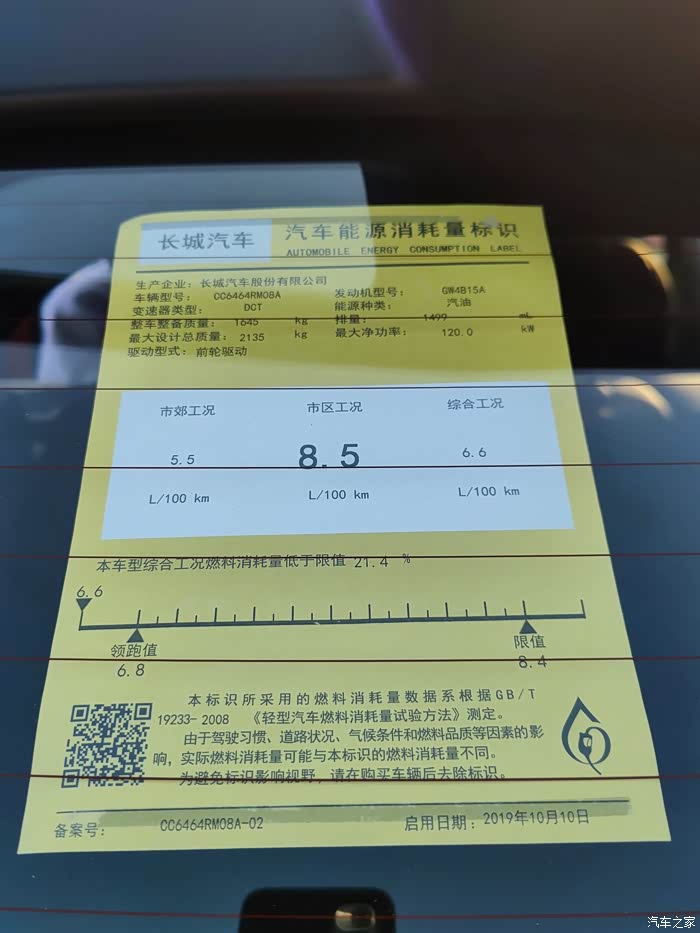 长城汽车
汽车能源消耗量标识
AUTOMOBILE ENERGY CONSUMPTION LABEL
生产企业：长城汽车股份有限公司
车辆型号： CC6464RM08A 发动机型号： GW4B15A
变速器类型： DCT 能源种类： 汽油
整车整备质量： 1645 kg 排量： 1499 mL
最大设计总质量： 2135 kg 最大净功率： 120.0 kW
驱动型式： 前轮驱动
市郊工况 市区工况 综合工况
5.5 8.5 6.6
L/100 km L/100 km L/100 km
本车型综合工况燃料消耗量低于限值 21.4 %
6.6
领跑值 限值
6.8 8.4
本标识所采用的燃料消耗量数据系根据GB/T
19233-2008 《轻型汽车燃料消耗量试验方法》测定。
由于驾驶习惯、道路状况、气候条件和燃料品质等因素的影
响，实际燃料消耗量可能与本标识的燃料消耗量不同。
为避免标识影响视野，请在购买车辆后去除标识。
备案号： CC6464RM08A-02 启用日期： 2019年10月10日
汽车之家